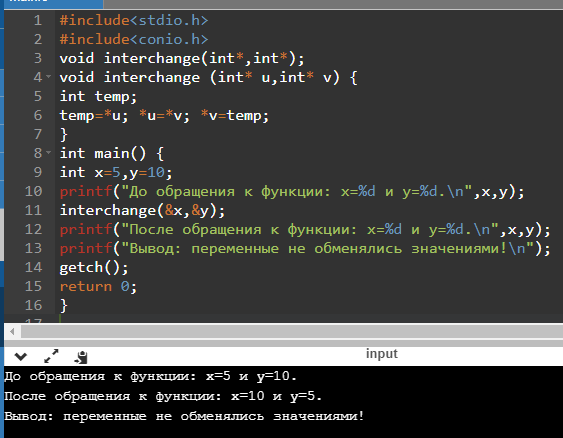 1 #include<stdio.h>
2 #include<conio.h>
3 void interchange(int*,int*);
4 void interchange (int* u,int* v) {
5 int temp;
6 temp=*u; *u=*v; *v=temp;
7 }
8 int main() {
9 int x=5,y=10;
10 printf("До обращения к функции: x=%d и y=%d.\n",x,y);
11 interchange(&x,&y);
12 printf("После обращения к функции: x=%d и y=%d.\n",x,y);
13 printf("Вывод: переменные не обменялись значениями!\n");
14 getch();
15 return 0;
16 }
17
input
До обращения к функции: x=5 и y=10.
После обращения к функции: x=10 и y=5.
Вывод: переменные не обменялись значениями!